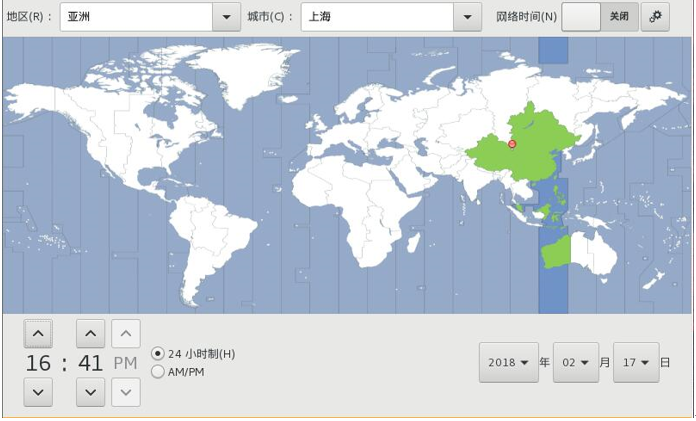 地区(R)： 亚洲 城市(C)： 上海 网络时间(N) 关闭
16 : 41 PM
24 小时制(H)
AM/PM
2018 年 02 月 17 日